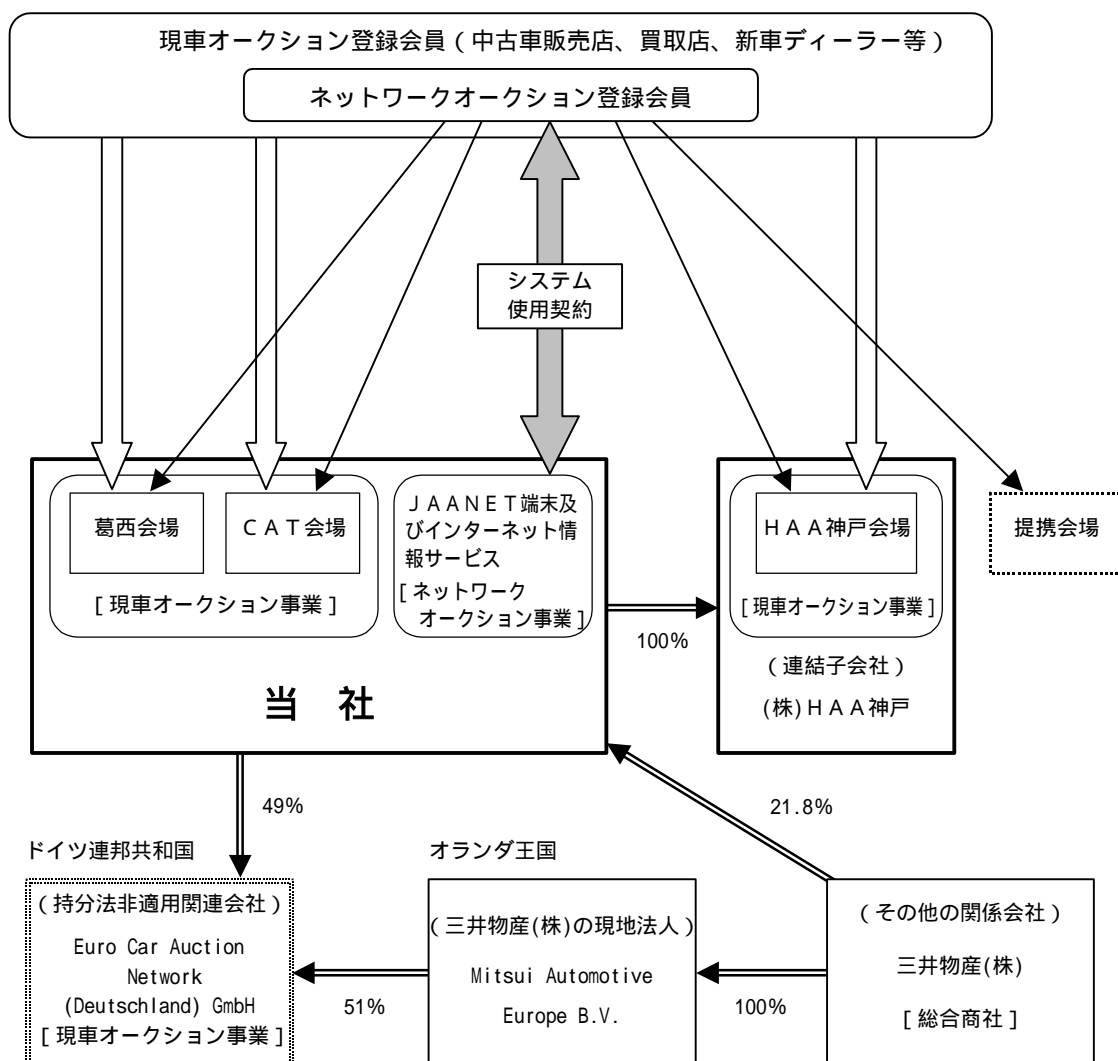 現車オークション登録会員（中古車販売店、買取店、新車ディーラー等）
ネットワークオークション登録会員
システム
使用契約
葛西会場
ＣＡＴ会場
[ 現車オークション事業 ]
ＪＡＡＮＥＴ端末及
びインターネット情
報サービス
[ ネットワーク
オークション事業 ]
当　社
100%
ＨＡＡ神戸会場
[ 現車オークション事業 ]
（連結子会社）
(株)ＨＡＡ神戸
提携会場
49%
21.8%
ドイツ連邦共和国
（持分法非適用関連会社）
Euro Car Auction
Network
(Deutschland) GmbH
[ 現車オークション事業 ]
51%
オランダ王国
（三井物産(株)の現地法人）
Mitsui Automotive
Europe B.V.
100%
（その他の関係会社）
三井物産(株)
[ 総合商社 ]